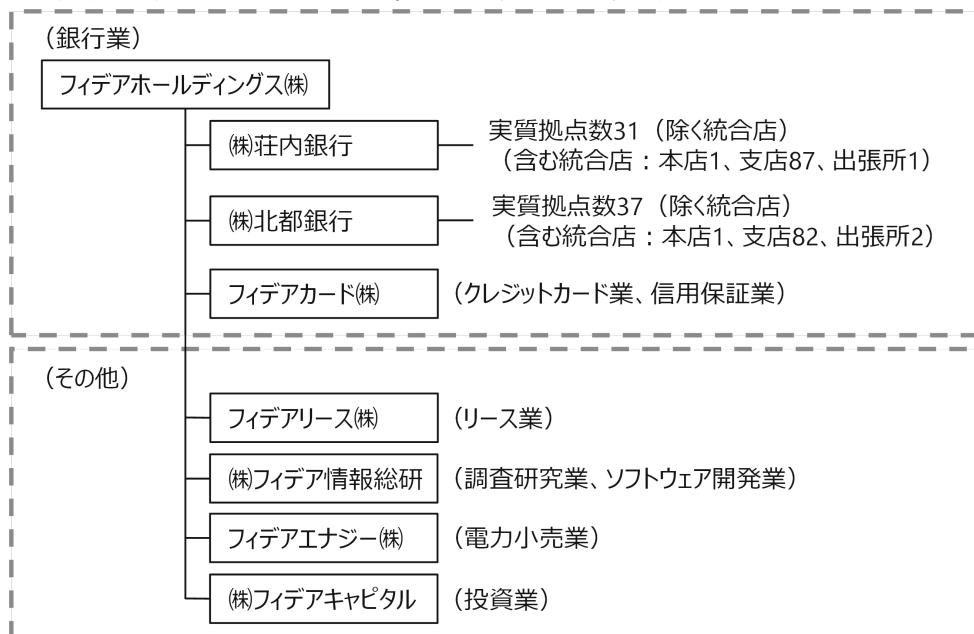 （銀行業）
フィデアホールディングス㈱
㈱荘内銀行
実質拠点数31（除く統合店）
（含む統合店：本店1、支店87、出張所1）
㈱北都銀行
実質拠点数37（除く統合店）
（含む統合店：本店1、支店82、出張所2）
フィデアカード㈱
（クレジットカード業、信用保証業）
（その他）
フィデアリース㈱
（リース業）
㈱フィデア情報総研
（調査研究業、ソフトウェア開発業）
フィデアエナジー㈱
（電力小売業）
㈱フィデアキャピタル
（投資業）